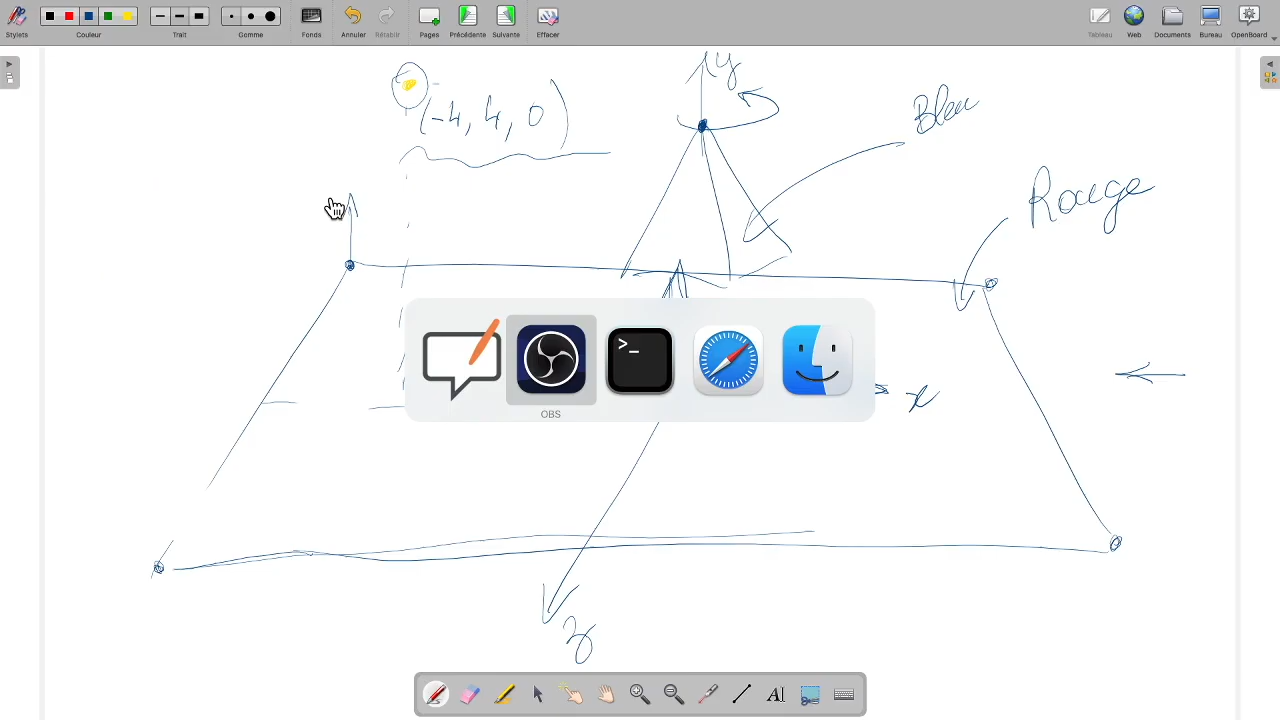 Stylets
Couleur
Trait
Gomme
Fonds
Annuler
Rétablir
Pages
Précédente
Suivante
Effacer
Tableau
Web
Documents
Bureau
OpenBoard
y
(-4, 4, 0)
Bleu
Rouge
>_
OBS
x
z
AI